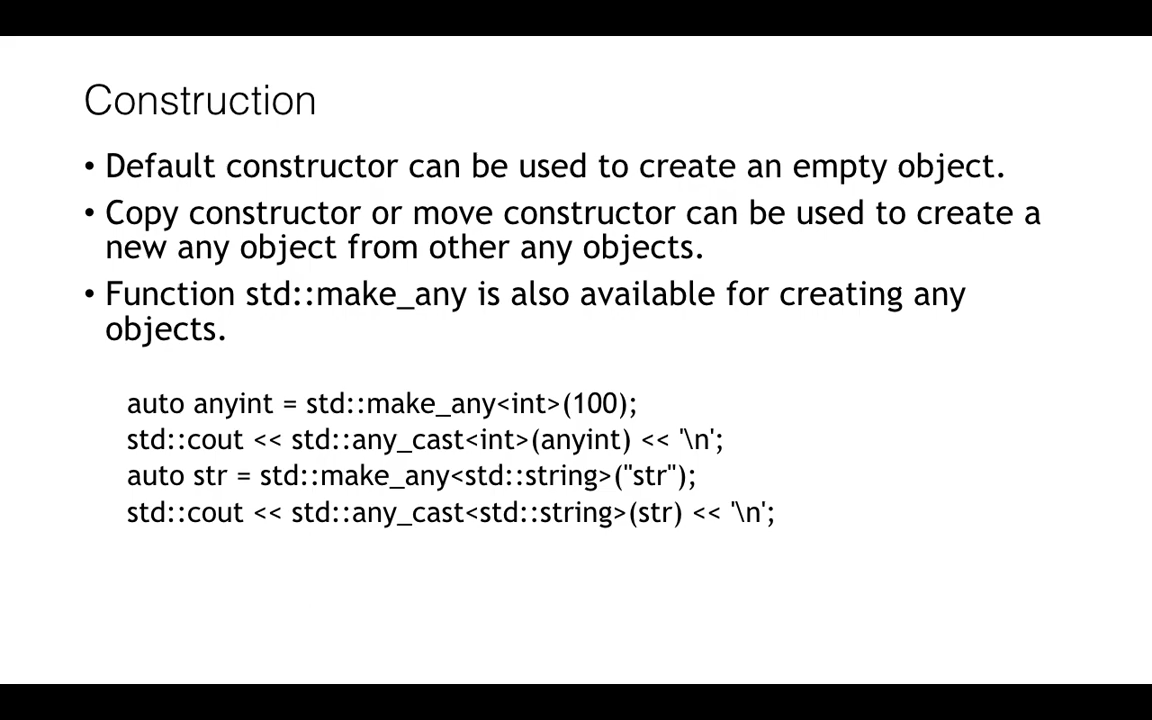 Construction
• Default constructor can be used to create an empty object.
• Copy constructor or move constructor can be used to create a
new any object from other any objects.
• Function std::make_any is also available for creating any
objects.
auto anyint = std::make_any<int>(100);
std::cout << std::any_cast<int>(anyint) << '\n';
auto str = std::make_any<std::string>("str");
std::cout << std::any_cast<std::string>(str) << '\n';